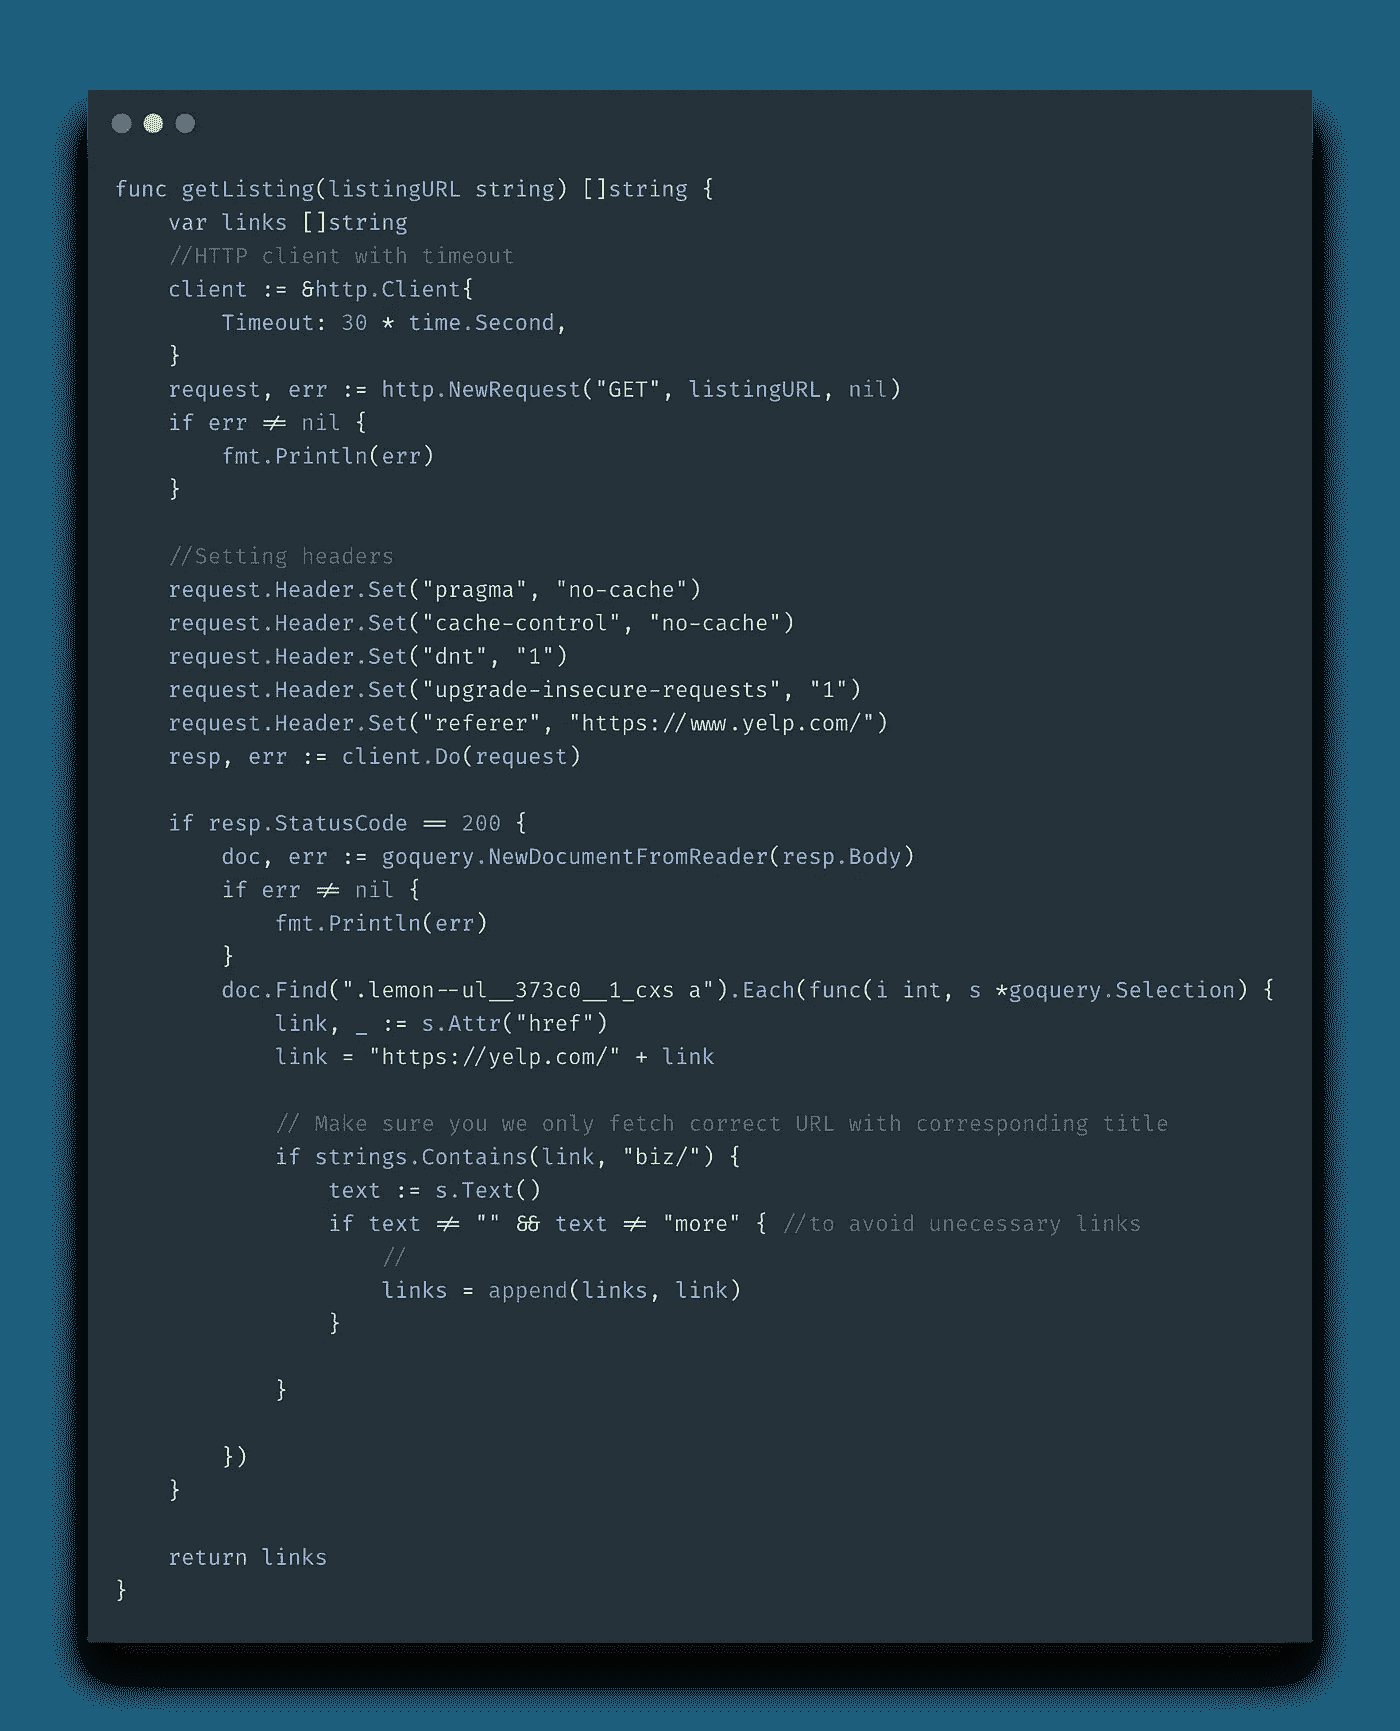 func getListing(listingURL string) []string {
    var links []string
    //HTTP client with timeout
    client := &http.Client{
        Timeout: 30 * time.Second,
    }
    request, err := http.NewRequest("GET", listingURL, nil)
    if err != nil {
        fmt.Println(err)
    }

    //Setting headers
    request.Header.Set("pragma", "no-cache")
    request.Header.Set("cache-control", "no-cache")
    request.Header.Set("dnt", "1")
    request.Header.Set("upgrade-insecure-requests", "1")
    request.Header.Set("referer", "https://www.yelp.com/")
    resp, err := client.Do(request)

    if resp.StatusCode == 200 {
        doc, err := goquery.NewDocumentFromReader(resp.Body)
        if err != nil {
            fmt.Println(err)
        }
        doc.Find(".lemon--ul__373c0__1_cxs a").Each(func(i int, s *goquery.Selection) {
            link, _ := s.Attr("href")
            link = "https://yelp.com/" + link

            // Make sure you we only fetch correct URL with corresponding title
            if strings.Contains(link, "biz/") {
                text := s.Text()
                if text != "" && text != "more" { //to avoid unecessary links
                    //
                    links = append(links, link)
                }

            }

        })
    }

    return links
}